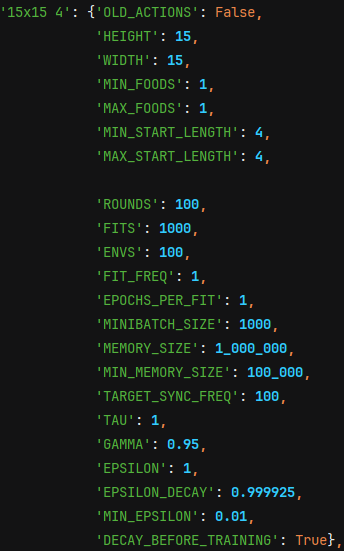 '15x15 4': {'OLD_ACTIONS': False,
'HEIGHT': 15,
'WIDTH': 15,
'MIN_FOODS': 1,
'MAX_FOODS': 1,
'MIN_START_LENGTH': 4,
'MAX_START_LENGTH': 4,
'ROUNDS': 100,
'FITS': 1000,
'ENVS': 100,
'FIT_FREQ': 1,
'EPOCHS_PER_FIT': 1,
'MINIBATCH_SIZE': 1000,
'MEMORY_SIZE': 1_000_000,
'MIN_MEMORY_SIZE': 100_000,
'TARGET_SYNC_FREQ': 100,
'TAU': 1,
'GAMMA': 0.95,
'EPSILON': 1,
'EPSILON_DECAY': 0.999925,
'MIN_EPSILON': 0.01,
'DECAY_BEFORE_TRAINING': True},